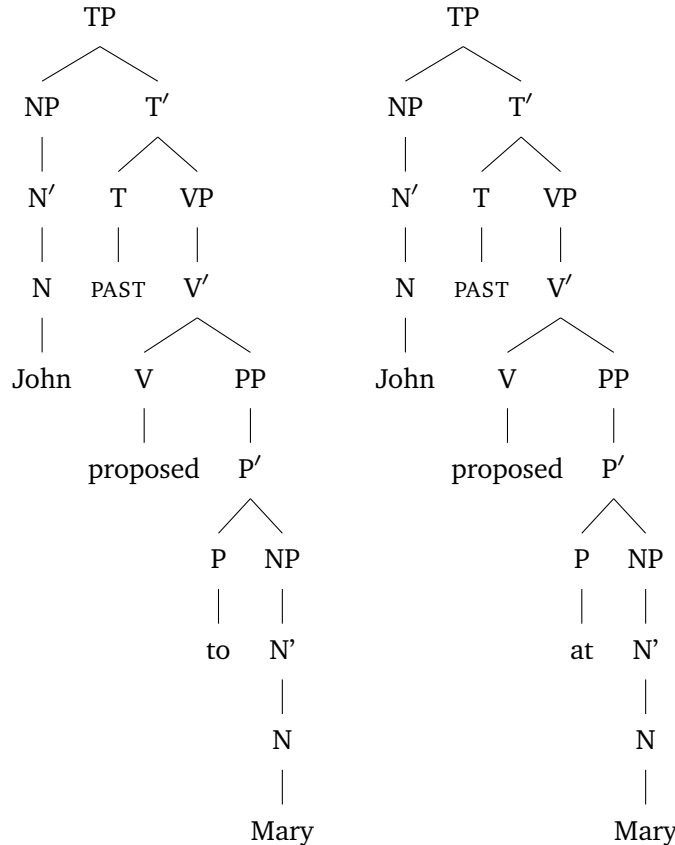 TP TP
NP T′ NP T′
N′ T VP N′ T VP
N PAST V′ N PAST V′
John V PP John V PP
proposed P′ proposed P′
P NP P NP
to N’ at N’
N N
Mary Mary